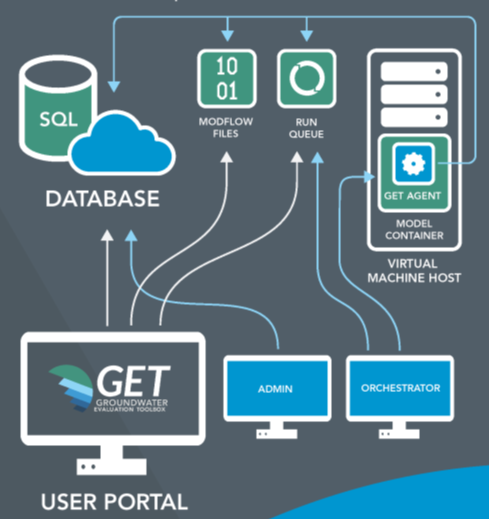 SQL
DATABASE
10
01
MODFLOW
FILES
RUN
QUEUE
GET AGENT
MODEL
CONTAINER
VIRTUAL
MACHINE HOST
GET
GROUNDWATER
EVALUATION TOOLBOX
USER PORTAL
ADMIN
ORCHESTRATOR